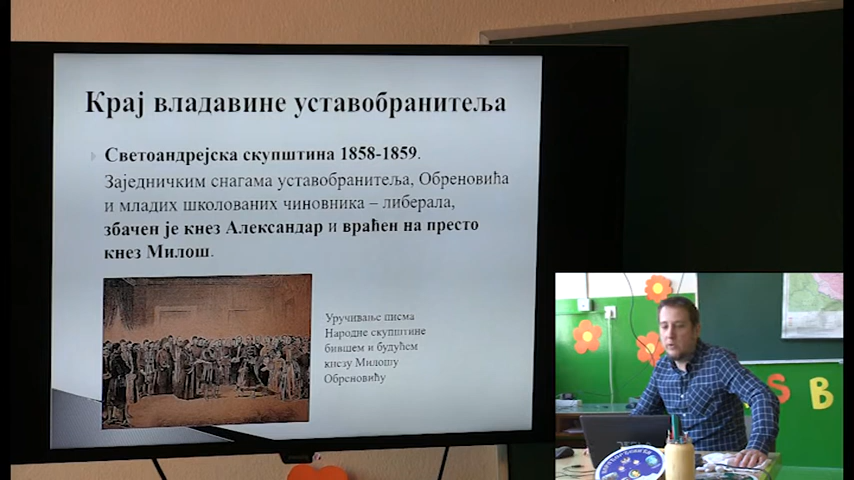 Крај владавине уставобранитеља
Светоандрејска скупштина 1858-1859.
Заједничким снагама уставобранитеља, Обреновића
и младих школованих чиновника – либерала,
збачен је кнез Александар и враћен на престо
кнез Милош.
Уручивање писма
Народне скупштине
бившем и будућем
кнезу Милошу
Обреновићу
S B